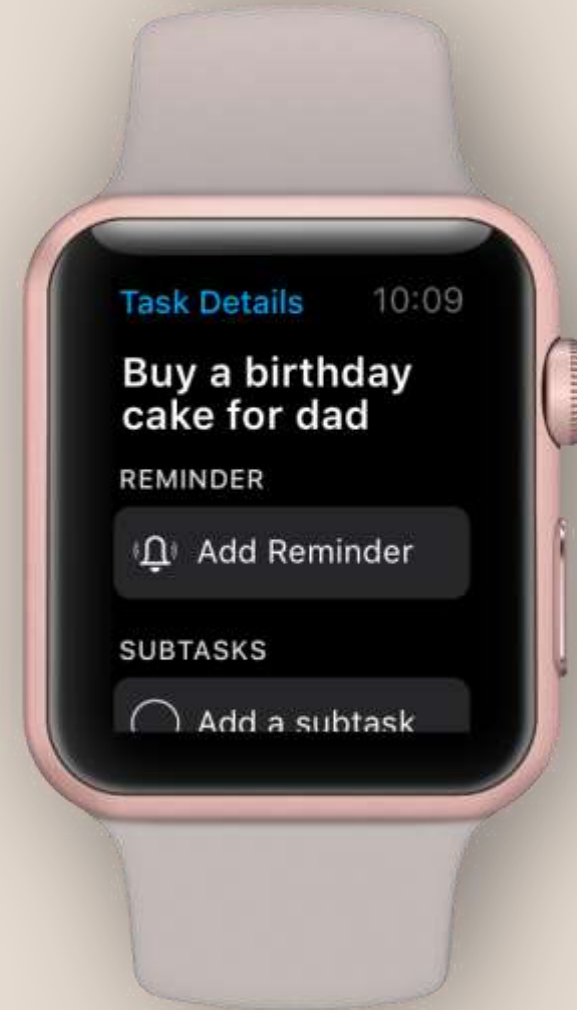 Task Details 10:09
Buy a birthday
cake for dad
REMINDER
Add Reminder
SUBTASKS
Add a subtask